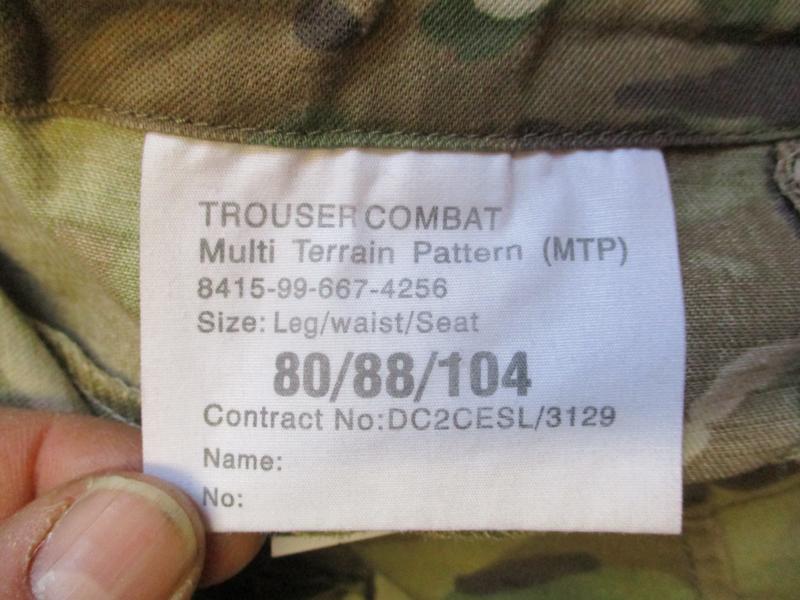 TROUSER COMBAT
Multi Terrain Pattern (MTP)
8415-99-667-4256
Size: Leg/waist/Seat
80/88/104
Contract No:DC2CESL/3129
Name:
No: